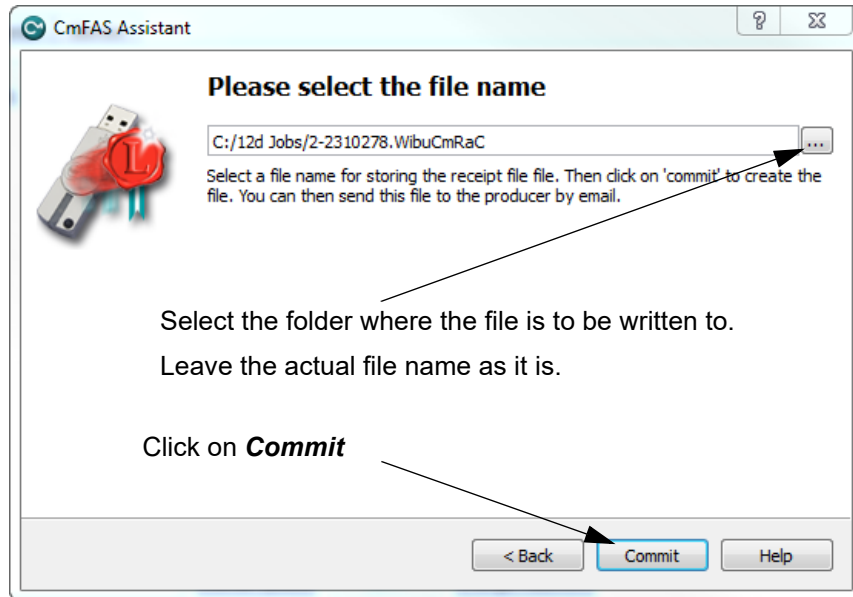 CmFAS Assistant
Please select the file name
C:/12d Jobs/2-2310278.WibuCmRaC
...
Select a file name for storing the receipt file file. Then click on 'commit' to create the
file. You can then send this file to the producer by email.
L
Select the folder where the file is to be written to.
Leave the actual file name as it is.
Click on Commit
< Back
Commit
Help